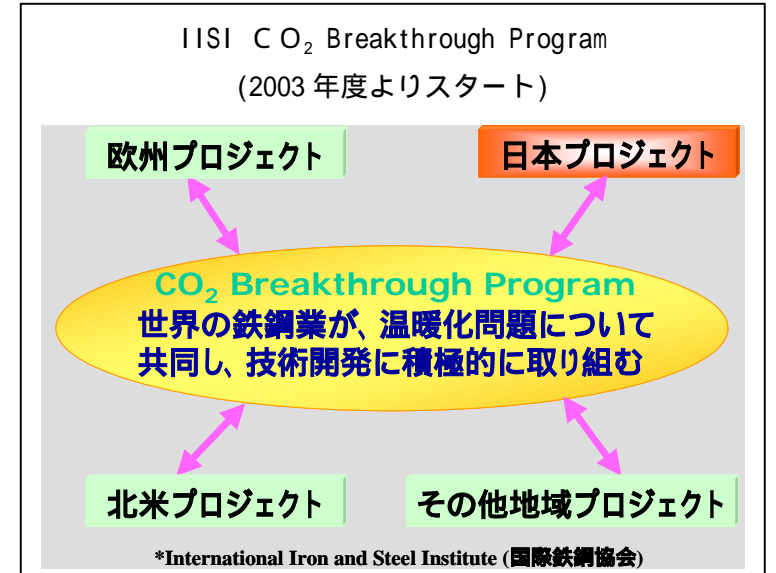 IISI CO₂ Breakthrough Program
(2003 年度よりスタート)
欧州プロジェクト
日本プロジェクト
CO₂ Breakthrough Program
世界の鉄鋼業が、温暖化問題について
共同し、技術開発に積極的に取り組む
北米プロジェクト
その他地域プロジェクト
*International Iron and Steel Institute (国際鉄鋼協会)